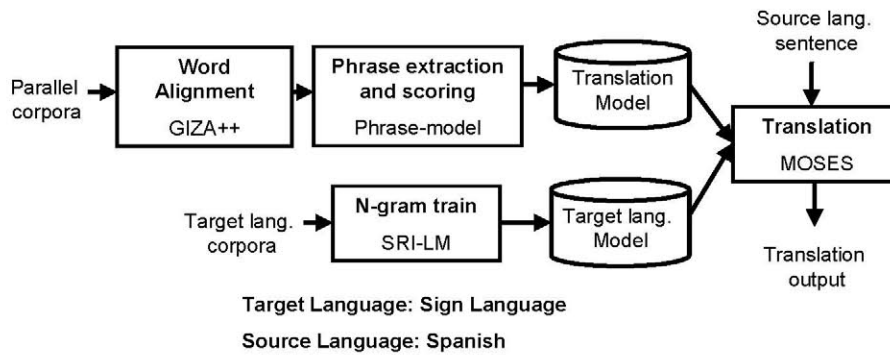 Parallel
corpora
Word
Alignment
GIZA++
Phrase extraction
and scoring
Phrase-model
Translation
Model
Source lang.
sentence
Translation
MOSES
Target lang.
corpora
N-gram train
SRI-LM
Target lang.
Model
Translation
output
Target Language: Sign Language
Source Language: Spanish